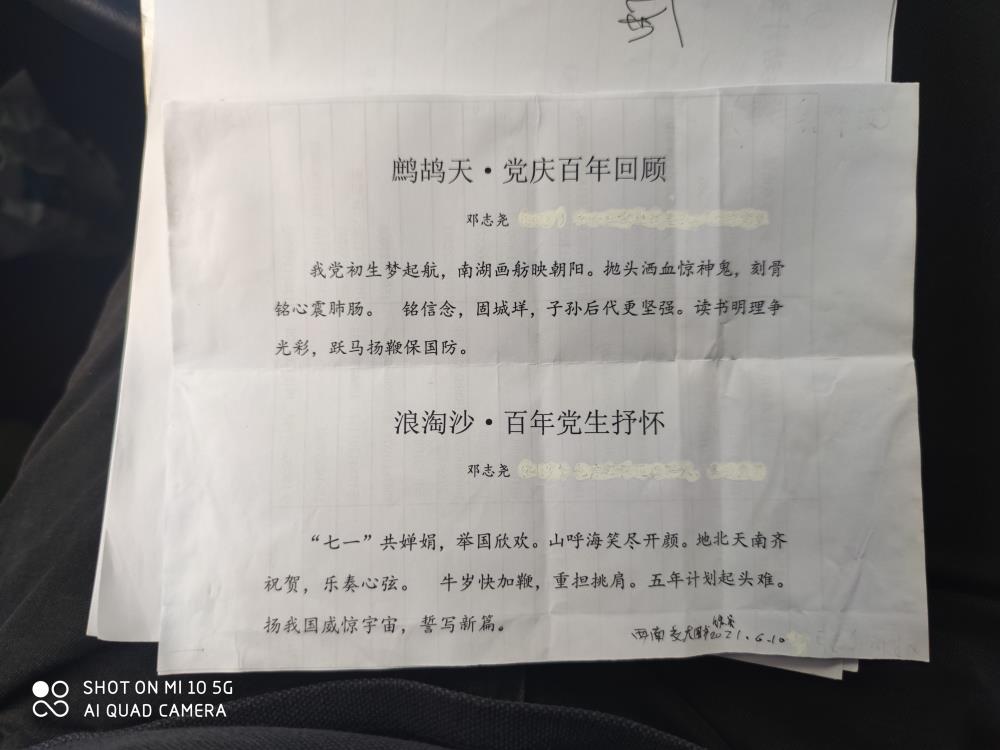 鹧鸪天·党庆百年回顾
邓志尧
我党初生梦起航，南湖画舫映朝阳。抛头洒血惊神鬼，刻骨
铭心震肺肠。 铭信念，固城垟，子孙后代更坚强。读书明理争
光彩，跃马扬鞭保国防。
浪淘沙·百年党生抒怀
邓志尧
“七一”共婵娟，举国欣欢。山呼海笑尽开颜。地北天南齐
祝贺，乐奏心弦。 牛岁快加鞭，重担挑肩。五年计划起头难。
扬我国威惊宇宙，誓写新篇。
西南交大 2021.6.10
SHOT ON MI 10 5G
AI QUAD CAMERA